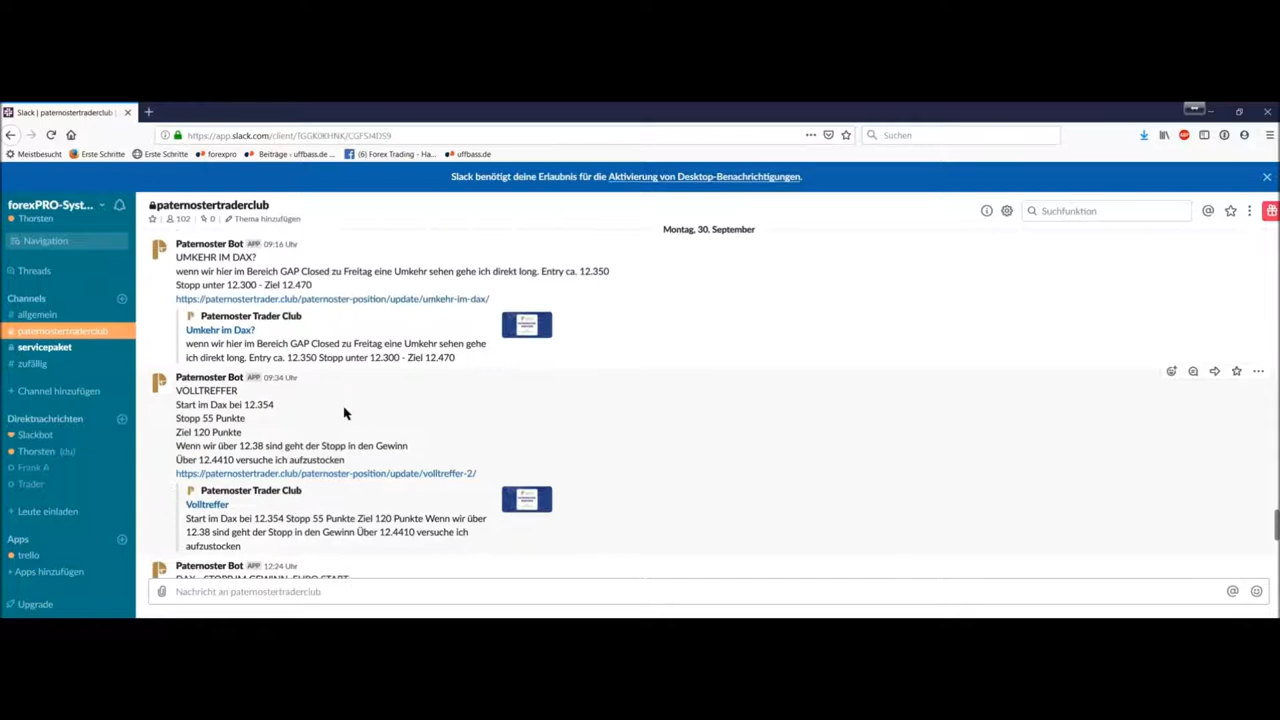 Slack | paternostertraderclub
https://app.slack.com/client/TGGK0KHNK/CGFSJ4DS9
Suchen
Meistbesucht
Erste Schritte
Erste Schritte
forexpro
Beiträge ‹ uffbass.de ...
(6) Forex Trading - Ha...
uffbass.de
Slack benötigt deine Erlaubnis für die Aktivierung von Desktop-Benachrichtigungen.
forexPRO-Syst...
Thorsten
Navigation
Threads
Channels
allgemein
paternostertraderclub
servicepaket
zufällig
+ Channel hinzufügen
Direktnachrichten
Slackbot
Thorsten (du)
Frank A
Trader
+ Leute einladen
Apps
trello
+ Apps hinzufügen
Upgrade
paternostertraderclub
102
0
Thema hinzufügen
Suchfunktion
Montag, 30. September
Paternoster Bot APP 09:16 Uhr
UMKEHR IM DAX?
wenn wir hier im Bereich GAP Closed zu Freitag eine Umkehr sehen gehe ich direkt long. Entry ca. 12.350
Stopp unter 12.300 - Ziel 12.470
https://paternostertrader.club/paternoster-position/update/umkehr-im-dax/
Paternoster Trader Club
Umkehr im Dax?
wenn wir hier im Bereich GAP Closed zu Freitag eine Umkehr sehen gehe
ich direkt long. Entry ca. 12.350 Stopp unter 12.300 - Ziel 12.470
Paternoster Bot APP 09:34 Uhr
VOLLTREFFER
Start im Dax bei 12.354
Stopp 55 Punkte
Ziel 120 Punkte
Wenn wir über 12.38 sind geht der Stopp in den Gewinn
Über 12.4410 versuche ich aufzustocken
https://paternostertrader.club/paternoster-position/update/volltreffer-2/
Paternoster Trader Club
Volltreffer
Start im Dax bei 12.354 Stopp 55 Punkte Ziel 120 Punkte Wenn wir über
12.38 sind geht der Stopp in den Gewinn Über 12.4410 versuche ich
aufzustocken
Paternoster Bot APP 12:24 Uhr
DAX - STOPP IM GEWINN, EURO START
Nachricht an paternostertraderclub